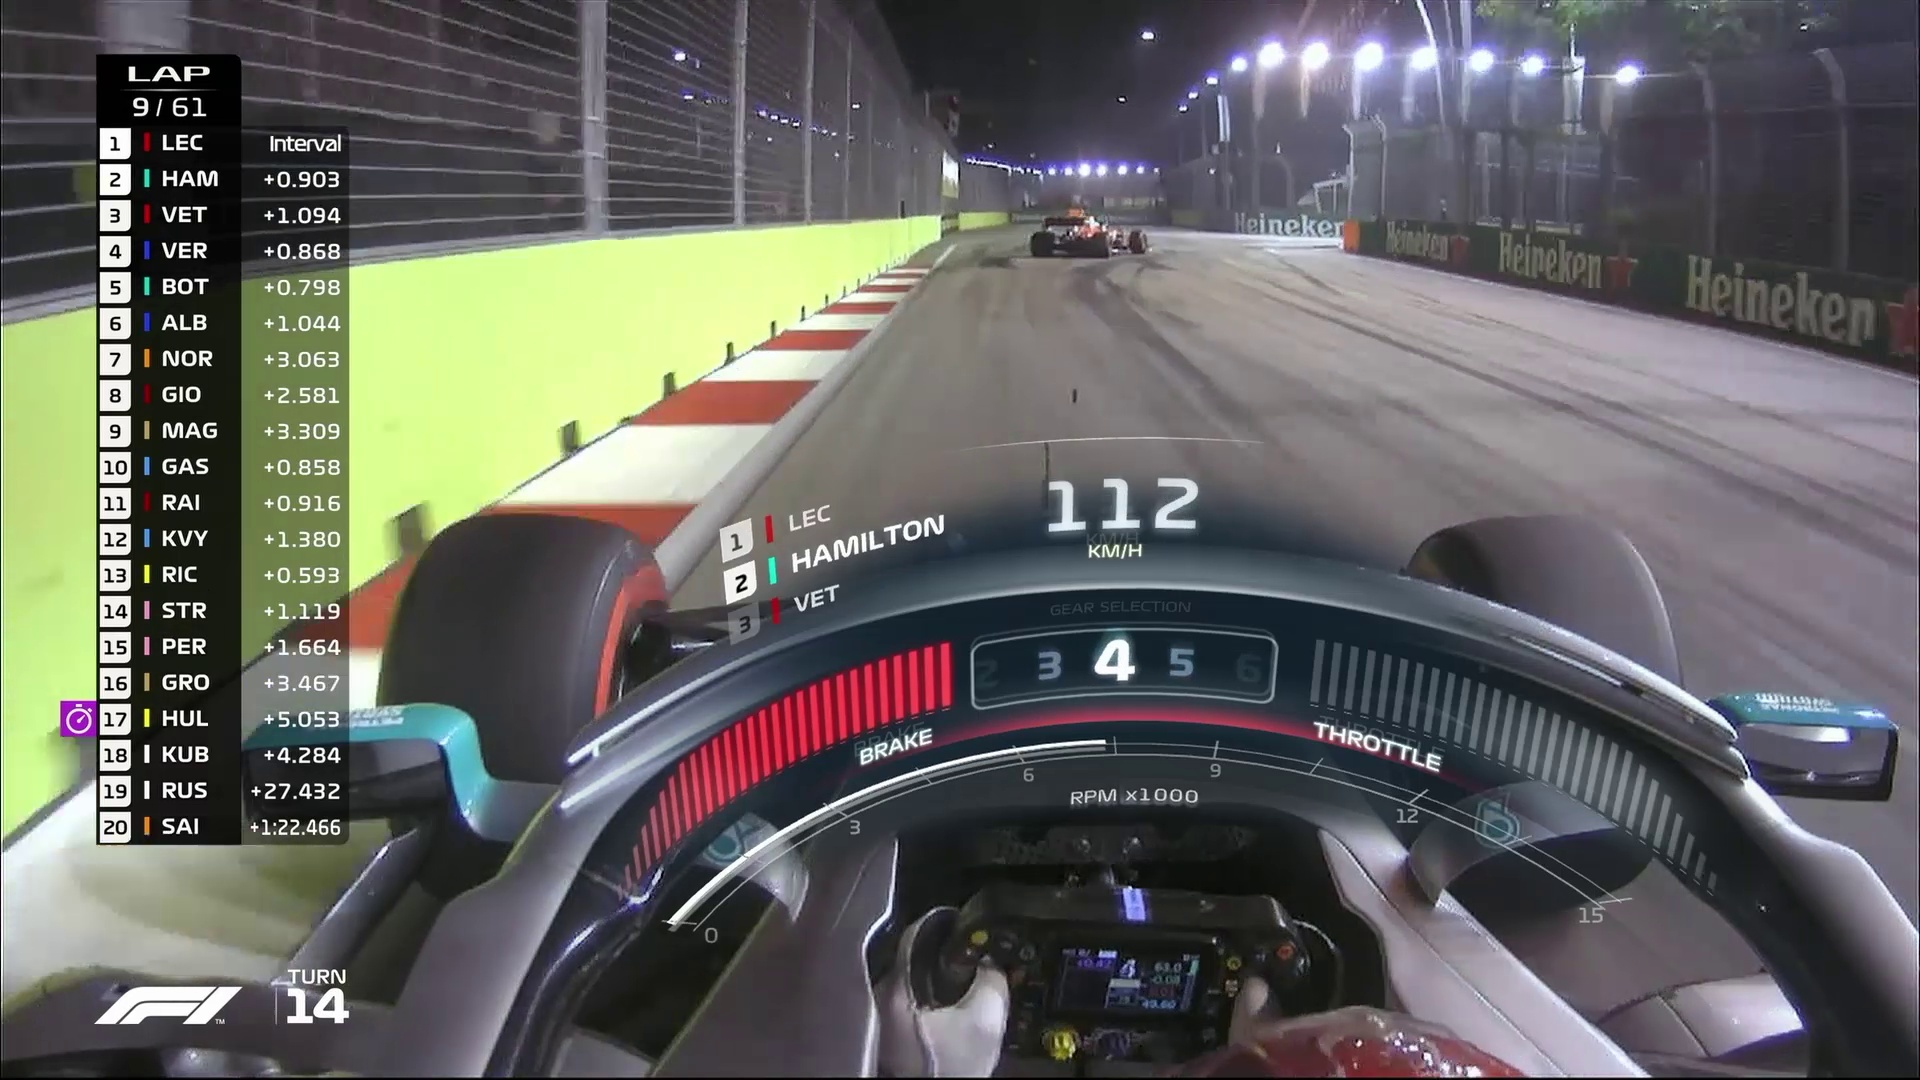 LAP
9 / 61
1 LEC Interval
2 HAM +0.903
3 VET +1.094
4 VER +0.868
5 BOT +0.798
6 ALB +1.044
7 NOR +3.063
8 GIO +2.581
9 MAG +3.309
10 GAS +0.858
11 RAI +0.916
12 KVY +1.380
13 RIC +0.593
14 STR +1.119
15 PER +1.664
16 GRO +3.467
17 HUL +5.053
18 KUB +4.284
19 RUS +27.432
20 SAI +1:22.466
Heineken Heineken Heineken Heineken
1 LEC
2 HAMILTON
3 VET
112
KM/H
GEAR SELECTION
2 3 4 5 6
BRAKE
THROTTLE
0 3 6 9 12 15
RPM x1000
F1 ™
TURN
14